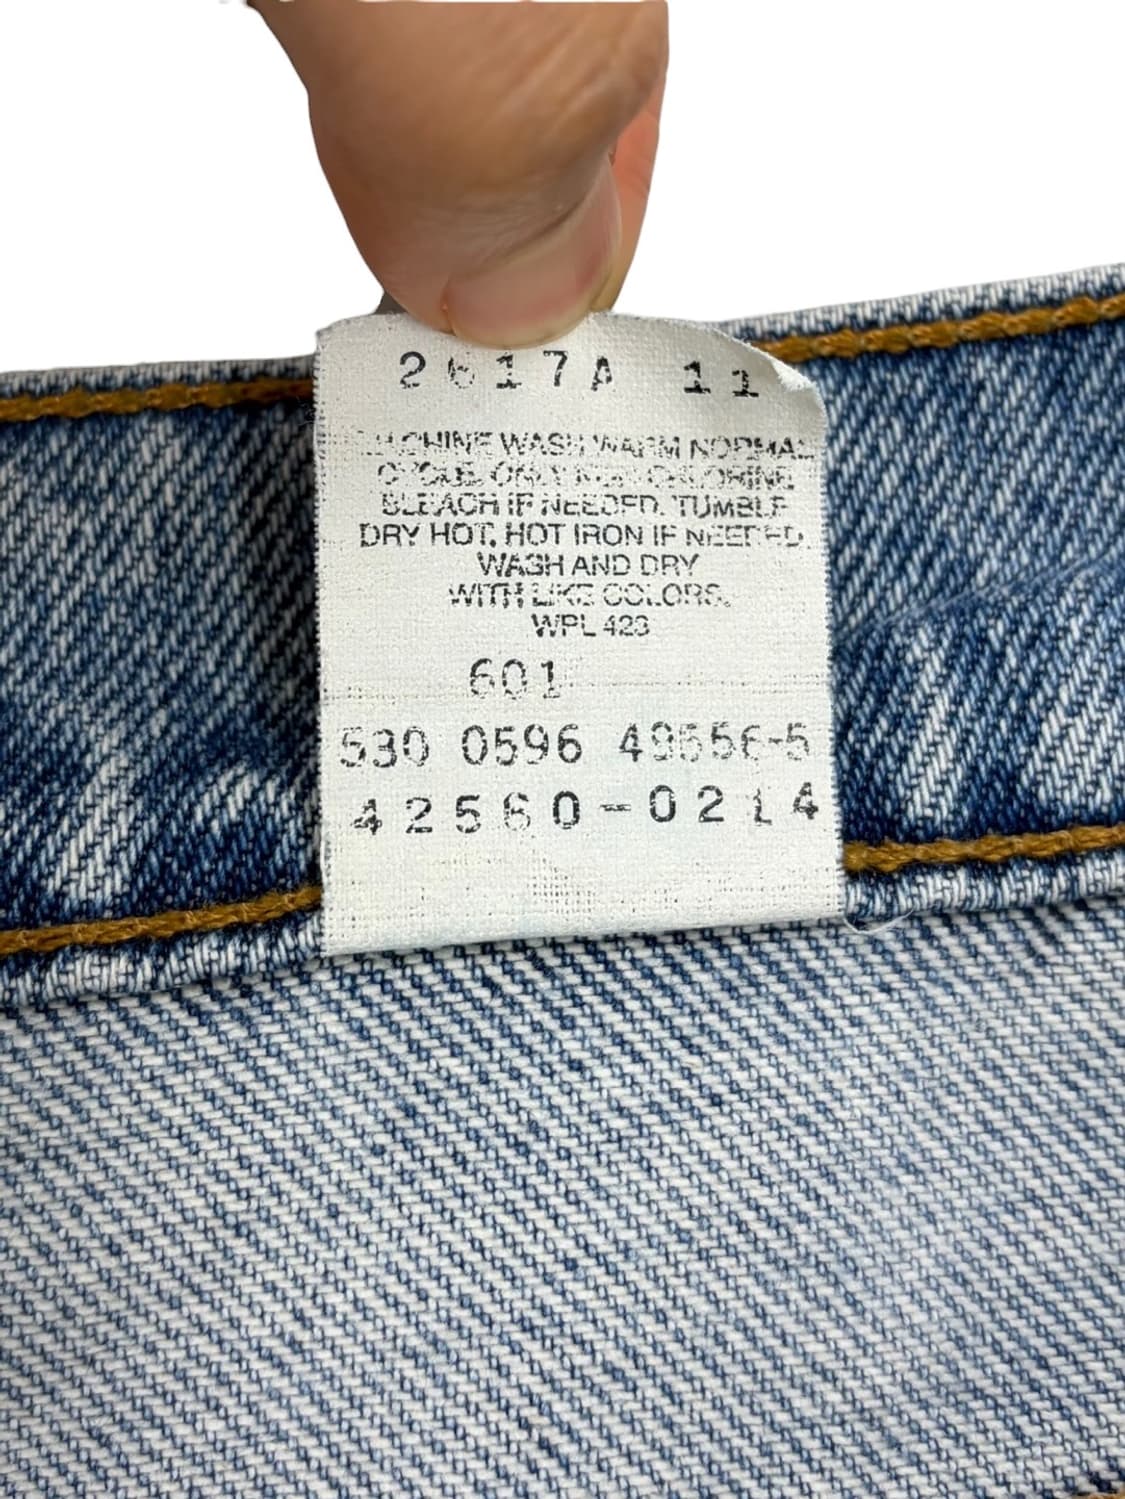 2617A 11
MACHINE WASH WARM NORMAL
CYCLE. ONLY NON-CHLORINE
BLEACH IF NEEDED. TUMBLE
DRY HOT, HOT IRON IF NEEDED.
WASH AND DRY
WITH LIKE COLORS.
WPL 423
601
530 0596 49556-5
42560-0214